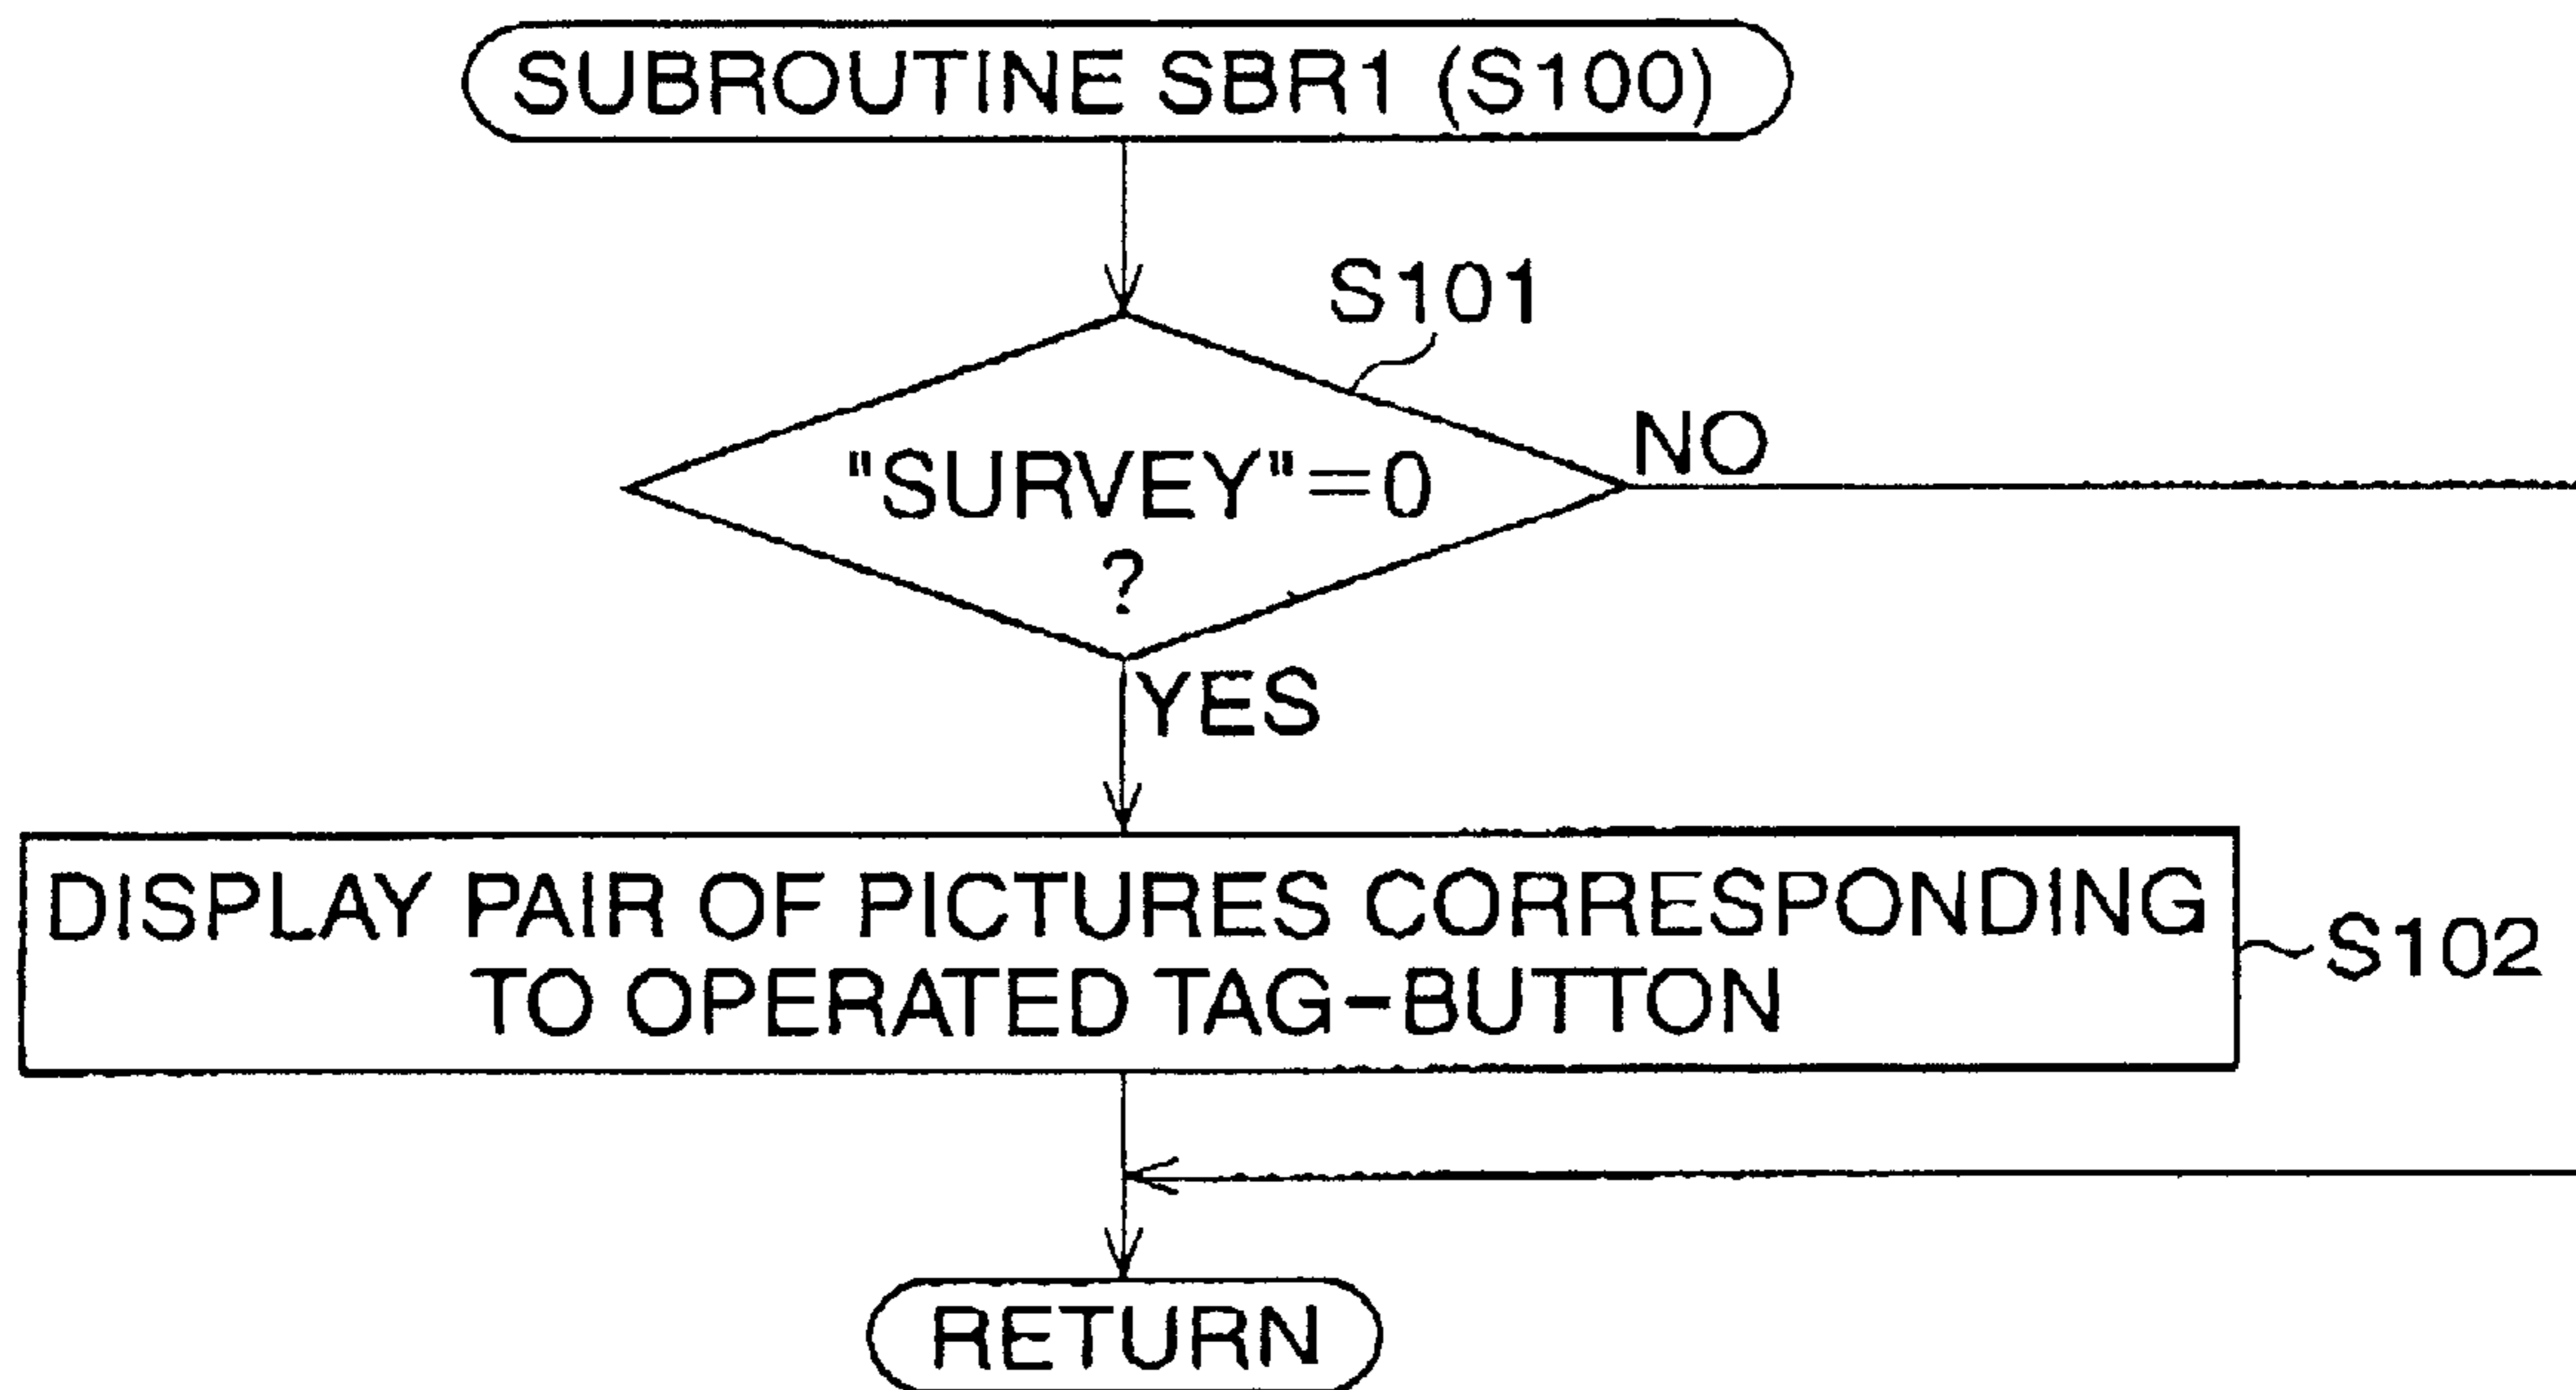 SUBROUTINE SBR1 (S100)
S101
"SURVEY"=0
?
NO
YES
DISPLAY PAIR OF PICTURES CORRESPONDING
TO OPERATED TAG-BUTTON
S102
RETURN